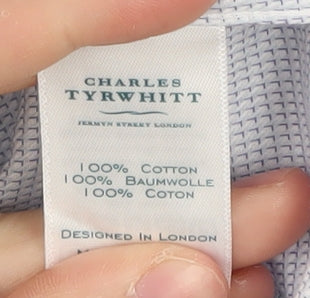 CHARLES
TYRWHITT
JERMYN STREET LONDON
100% COTTON
100% BAUMWOLLE
100% COTON
DESIGNED IN LONDON